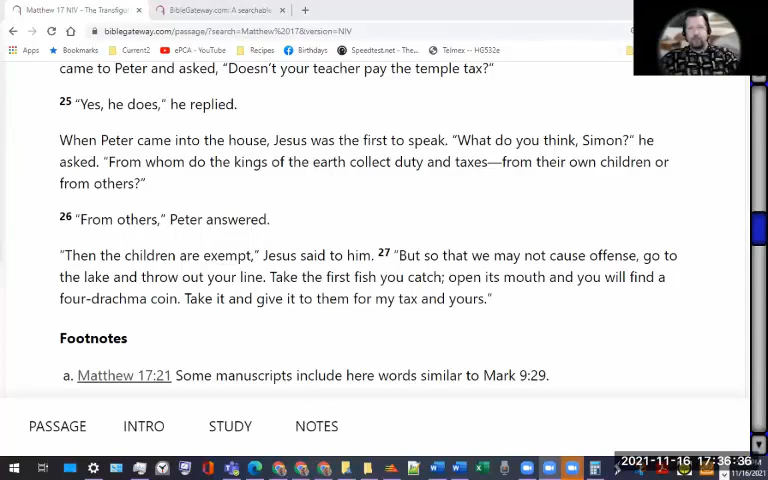 Matthew 17 NIV - The Transfigu
BibleGateway.com: A Searchabl
biblegateway.com/passage/?search=Matthew%2017&version=NIV
Apps Bookmarks Current2 ePCA - YouTube Recipes Birthdays Speedtest.net - The... Telmex -- HG532e
came to Peter and asked, “Doesn’t your teacher pay the temple tax?”
25 “Yes, he does,” he replied.
When Peter came into the house, Jesus was the first to speak. “What do you think, Simon?” he
asked. “From whom do the kings of the earth collect duty and taxes—from their own children or
from others?”
26 “From others,” Peter answered.
“Then the children are exempt,” Jesus said to him. 27 “But so that we may not cause offense, go to
the lake and throw out your line. Take the first fish you catch; open its mouth and you will find a
four-drachma coin. Take it and give it to them for my tax and yours.”
Footnotes
a. Matthew 17:21 Some manuscripts include here words similar to Mark 9:29.
PASSAGE INTRO STUDY NOTES
2021-11-16 17:36:36
11/16/2021